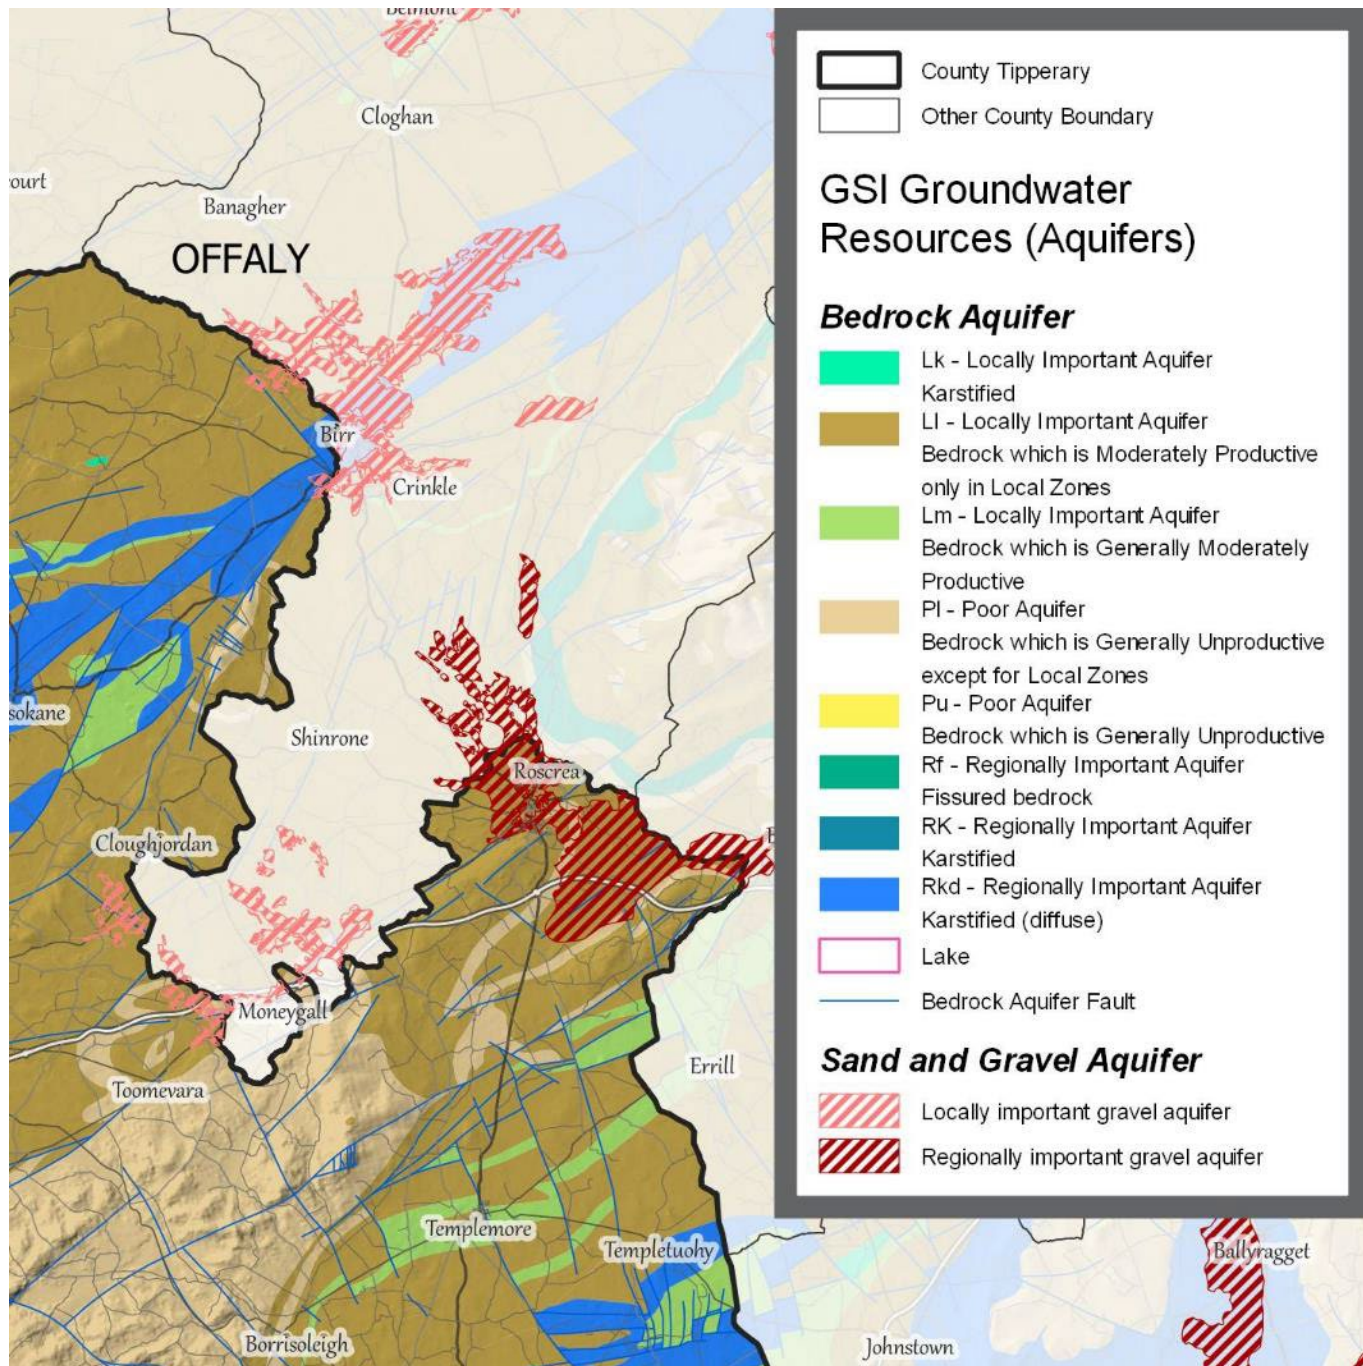 Belmont
Cloghan
ourt
Banagher
OFFALY
Birr
Crinkle
sokane
Shinrone
Roscrea
Cloughjordan
Moneygall
Toomevara
Errill
Templemore
Templetuohy
Borrisoleigh
Johnstown
Ballyragget
County Tipperary
Other County Boundary
GSI Groundwater
Resources (Aquifers)
Bedrock Aquifer
Lk - Locally Important Aquifer
Karstified
Ll - Locally Important Aquifer
Bedrock which is Moderately Productive
only in Local Zones
Lm - Locally Important Aquifer
Bedrock which is Generally Moderately
Productive
Pl - Poor Aquifer
Bedrock which is Generally Unproductive
except for Local Zones
Pu - Poor Aquifer
Bedrock which is Generally Unproductive
Rf - Regionally Important Aquifer
Fissured bedrock
RK - Regionally Important Aquifer
Karstified
Rkd - Regionally Important Aquifer
Karstified (diffuse)
Lake
Bedrock Aquifer Fault
Sand and Gravel Aquifer
Locally important gravel aquifer
Regionally important gravel aquifer